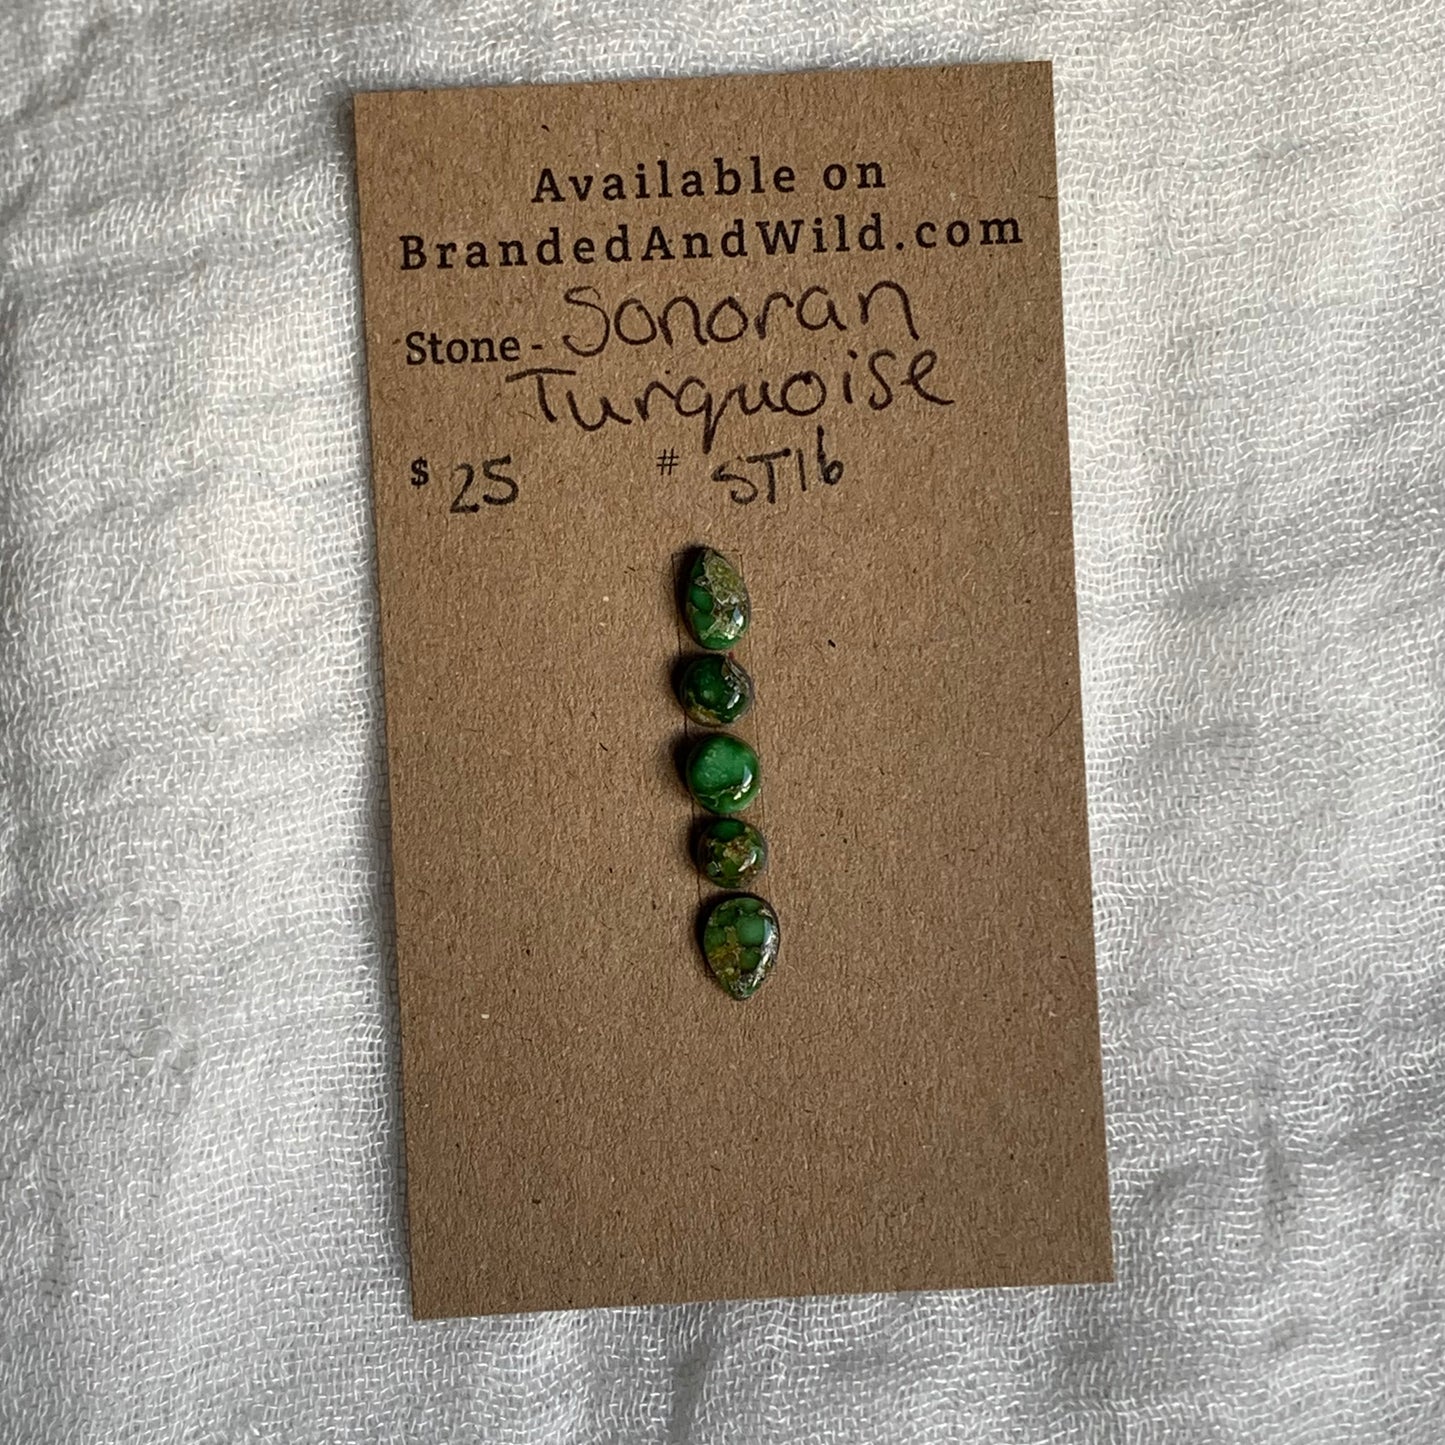 Available on
BrandedAndWild.com
Stone - Sonoran
Turquoise
$ 25 # ST16